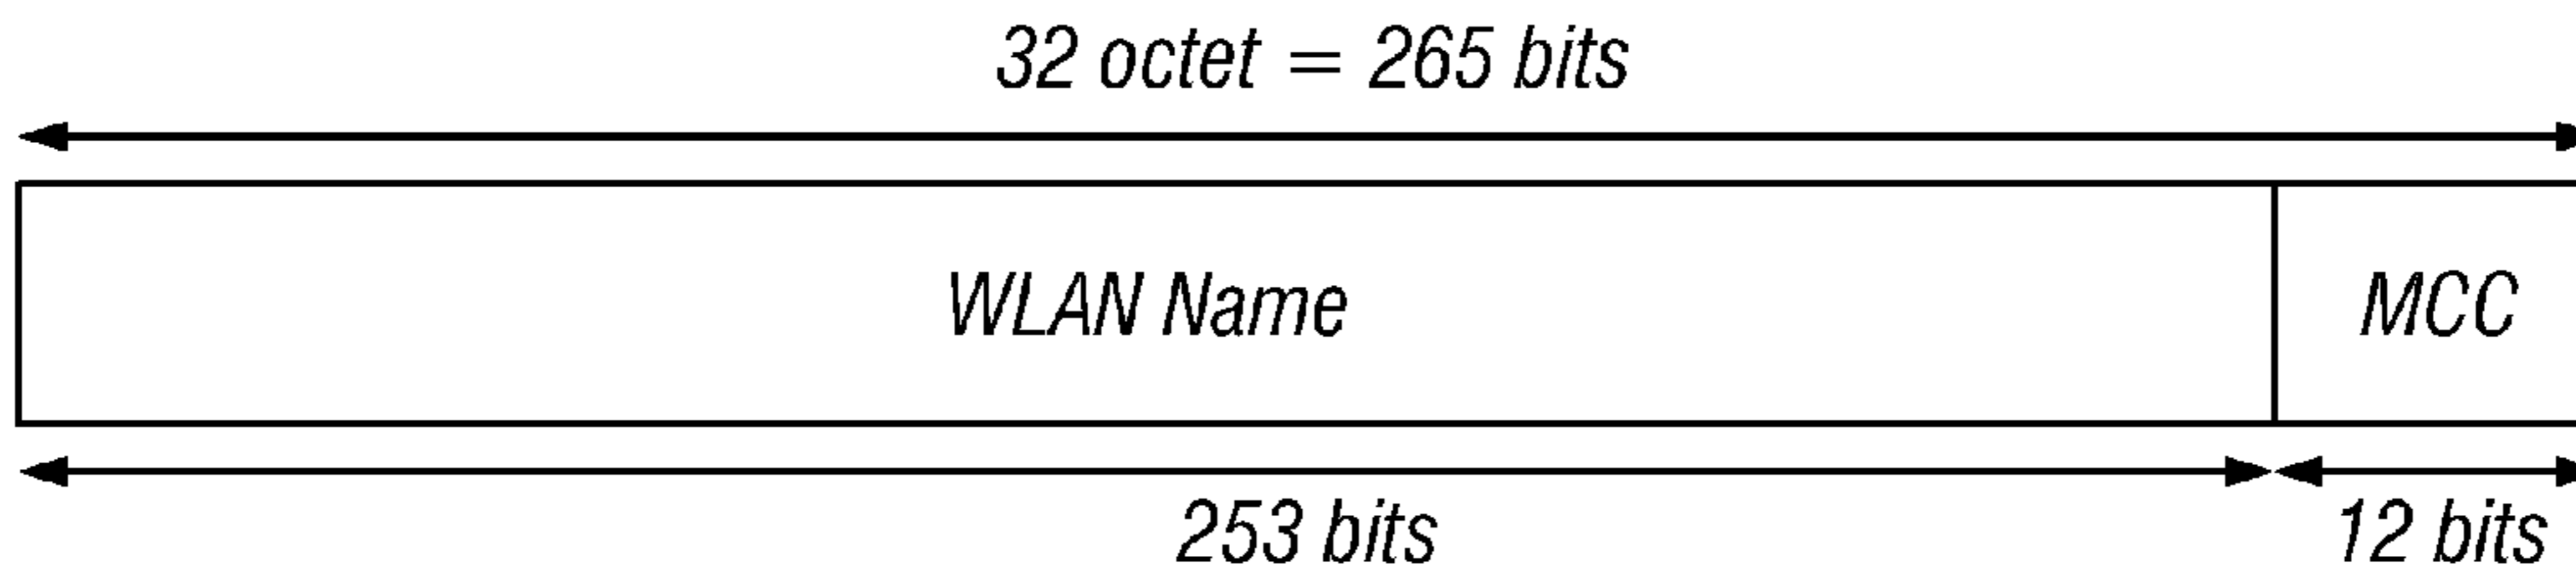 32 octet = 265 bits
WLAN Name
MCC
253 bits
12 bits